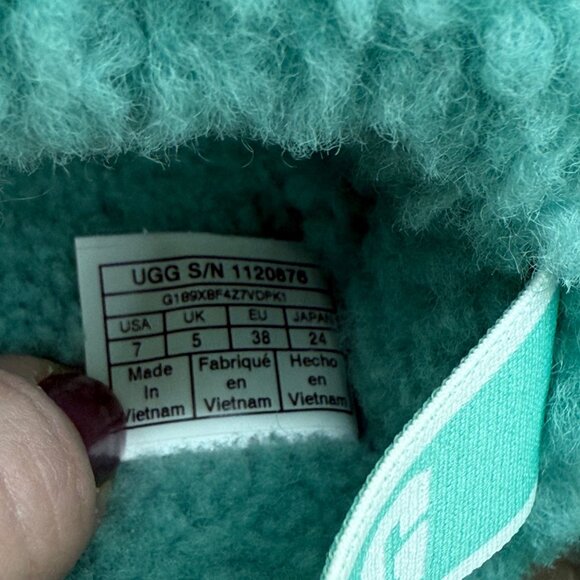 UGG S/N 1120876
G189XBF4Z7VDPK1
USA UK EU JAPAN
7 5 38 24
Made in Vietnam
Fabriqué en Vietnam
Hecho en Vietnam